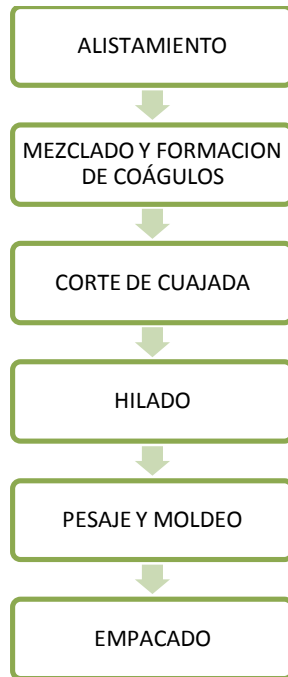 ALISTAMIENTO
MEZCLADO Y FORMACION
DE COÁGULOS
CORTE DE CUAJADA
HILADO
PESAJE Y MOLDEO
EMPACADO